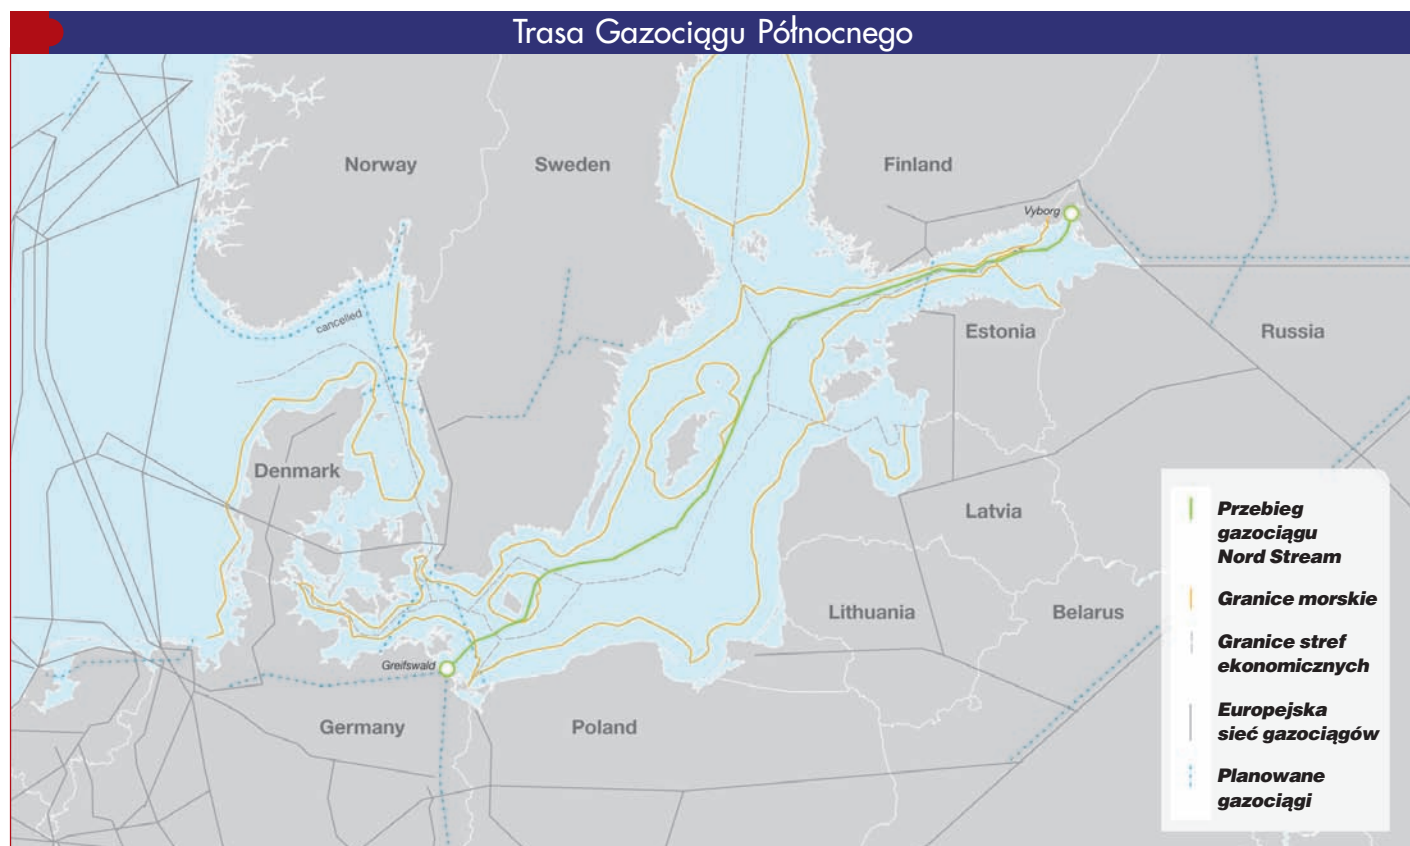 Trasa Gazociągu Północnego
Norway
Sweden
Finland
Vyborg
cancelled
Estonia
Russia
Denmark
Latvia
Lithuania
Belarus
Greifswald
Germany
Poland
Przebieg
gazociągu
Nord Stream
Granice morskie
Granice stref
ekonomicznych
Europejska
sieć gazociągów
Planowane
gazociągi